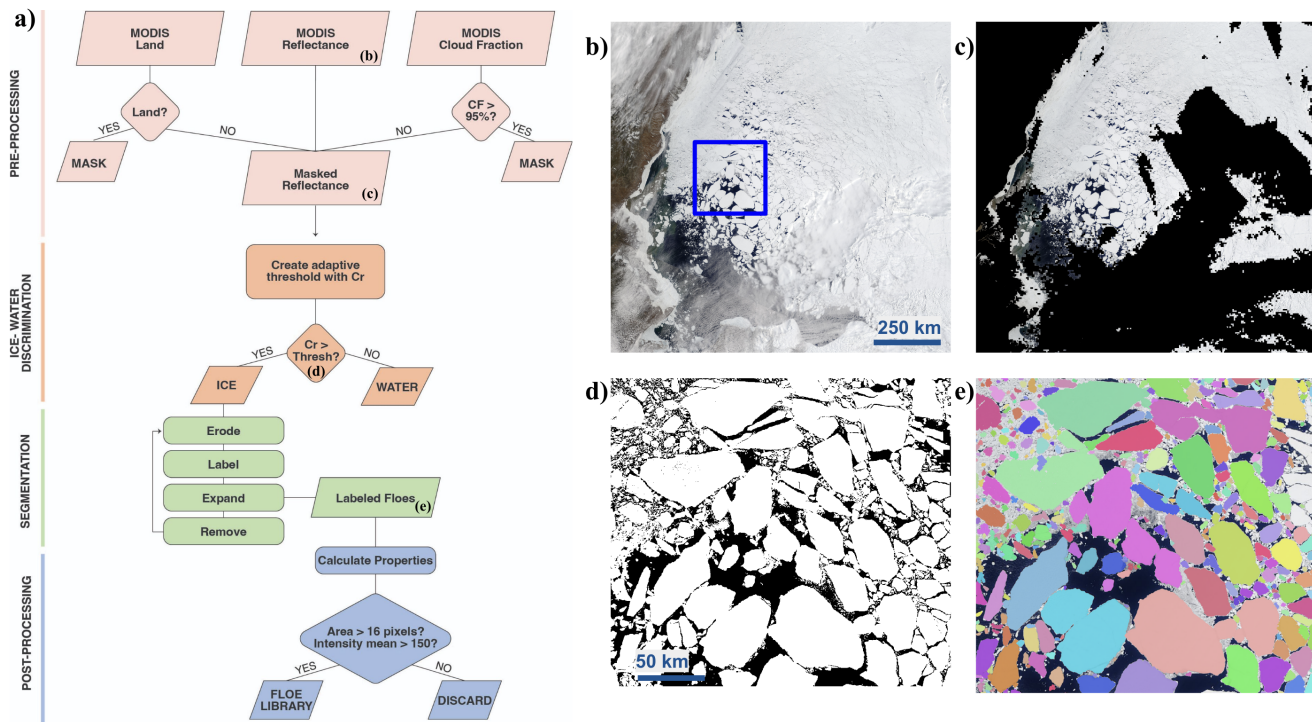 a)
PRE-PROCESSING
MODIS
Land
MODIS
Reflectance
(b)
MODIS
Cloud Fraction
Land?
CF >
95%?
YES
NO
NO
YES
MASK
Masked
Reflectance
(c)
MASK
ICE- WATER
DISCRIMINATION
Create adaptive
threshold with Cr
Cr >
Thresh?
(d)
YES
NO
ICE
WATER
SEGMENTATION
Erode
Label
Expand
Remove
Labeled Floes
(e)
POST-PROCESSING
Calculate Properties
Area > 16 pixels?
Intensity mean > 150?
YES
NO
FLOE
LIBRARY
DISCARD
b)
250 km
c)
d)
50 km
e)